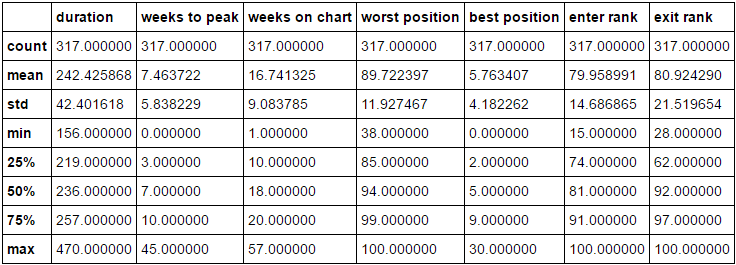 duration weeks to peak weeks on chart worst position best position enter rank exit rank
count 317.000000 317.000000 317.000000 317.000000 317.000000 317.000000 317.000000
mean 242.425868 7.463722 16.741325 89.722397 5.763407 79.958991 80.924290
std 42.401618 5.838229 9.083785 11.927467 4.182262 14.686865 21.519654
min 156.000000 0.000000 1.000000 38.000000 0.000000 15.000000 28.000000
25% 219.000000 3.000000 10.000000 85.000000 2.000000 74.000000 62.000000
50% 236.000000 7.000000 18.000000 94.000000 5.000000 81.000000 92.000000
75% 257.000000 10.000000 20.000000 99.000000 9.000000 91.000000 97.000000
max 470.000000 45.000000 57.000000 100.000000 30.000000 100.000000 100.000000